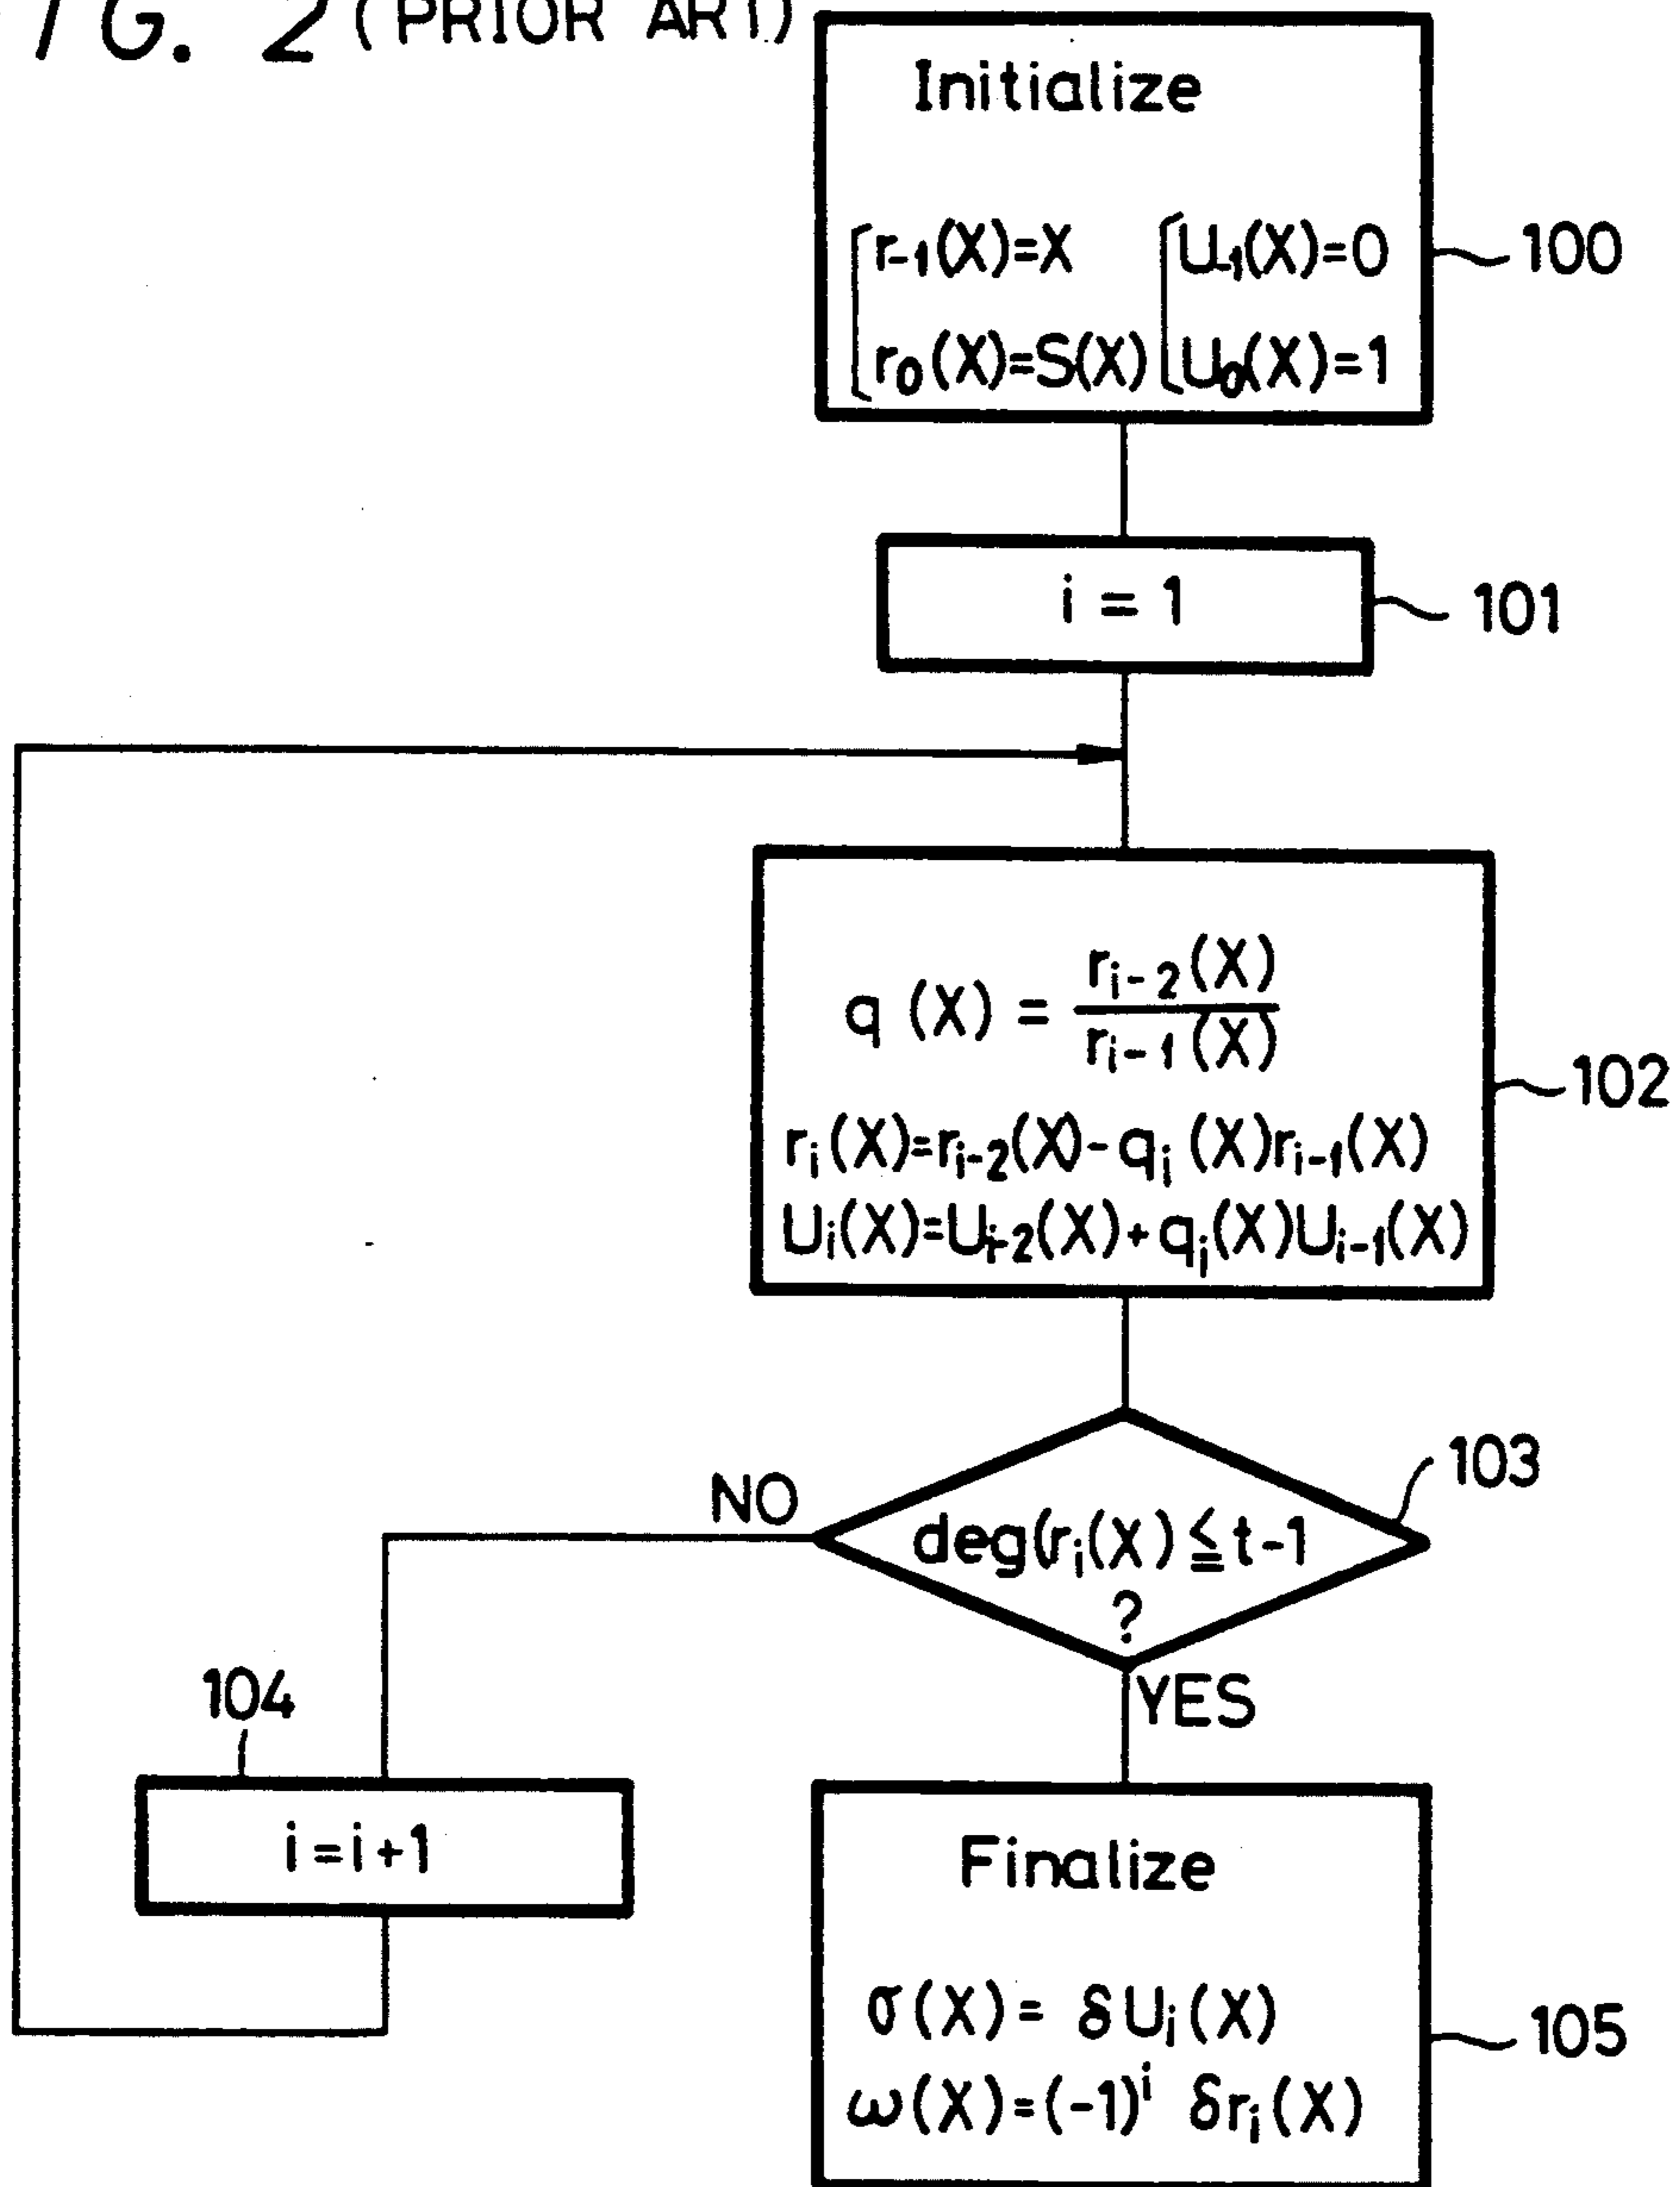 FIG. 2 (PRIOR ART)
Initialize
r₋₁(X)=X U₋₁(X)=0
r₀(X)=S(X) U₀(X)=1
100
i = 1
101
q (X) = rᵢ₋₂(X) / rᵢ₋₁(X)
rᵢ(X)=rᵢ₋₂(X)-qᵢ(X)rᵢ₋₁(X)
Uᵢ(X)=Uᵢ₋₂(X)+qᵢ(X)Uᵢ₋₁(X)
102
103
NO
deg(rᵢ(X)≦t-1
?
YES
104
i=i+1
Finalize
σ(X)= δUᵢ(X)
ω(X)=(-1)ⁱ δrᵢ(X)
105